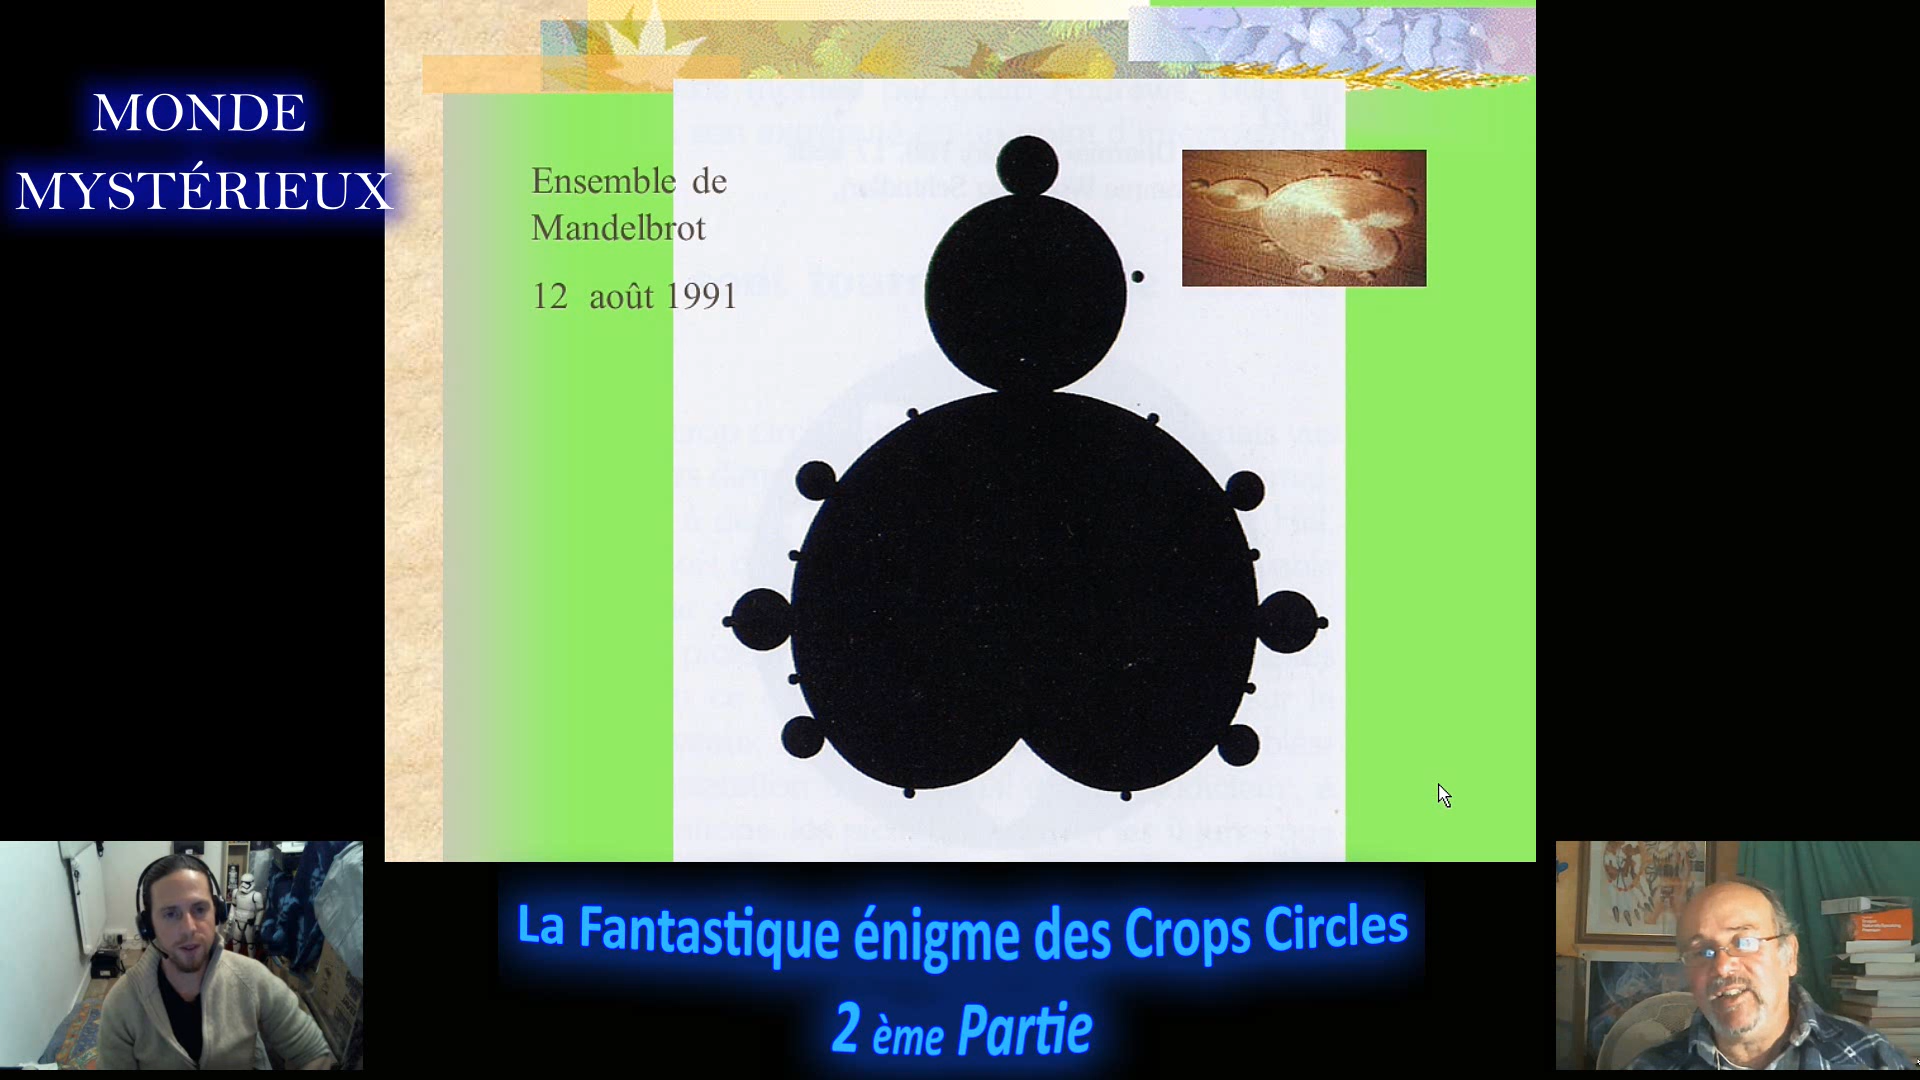 MONDE
MYSTÉRIEUX
Ensemble de
Mandelbrot
12 août 1991
La Fantastique énigme des Crops Circles
2 ème Partie